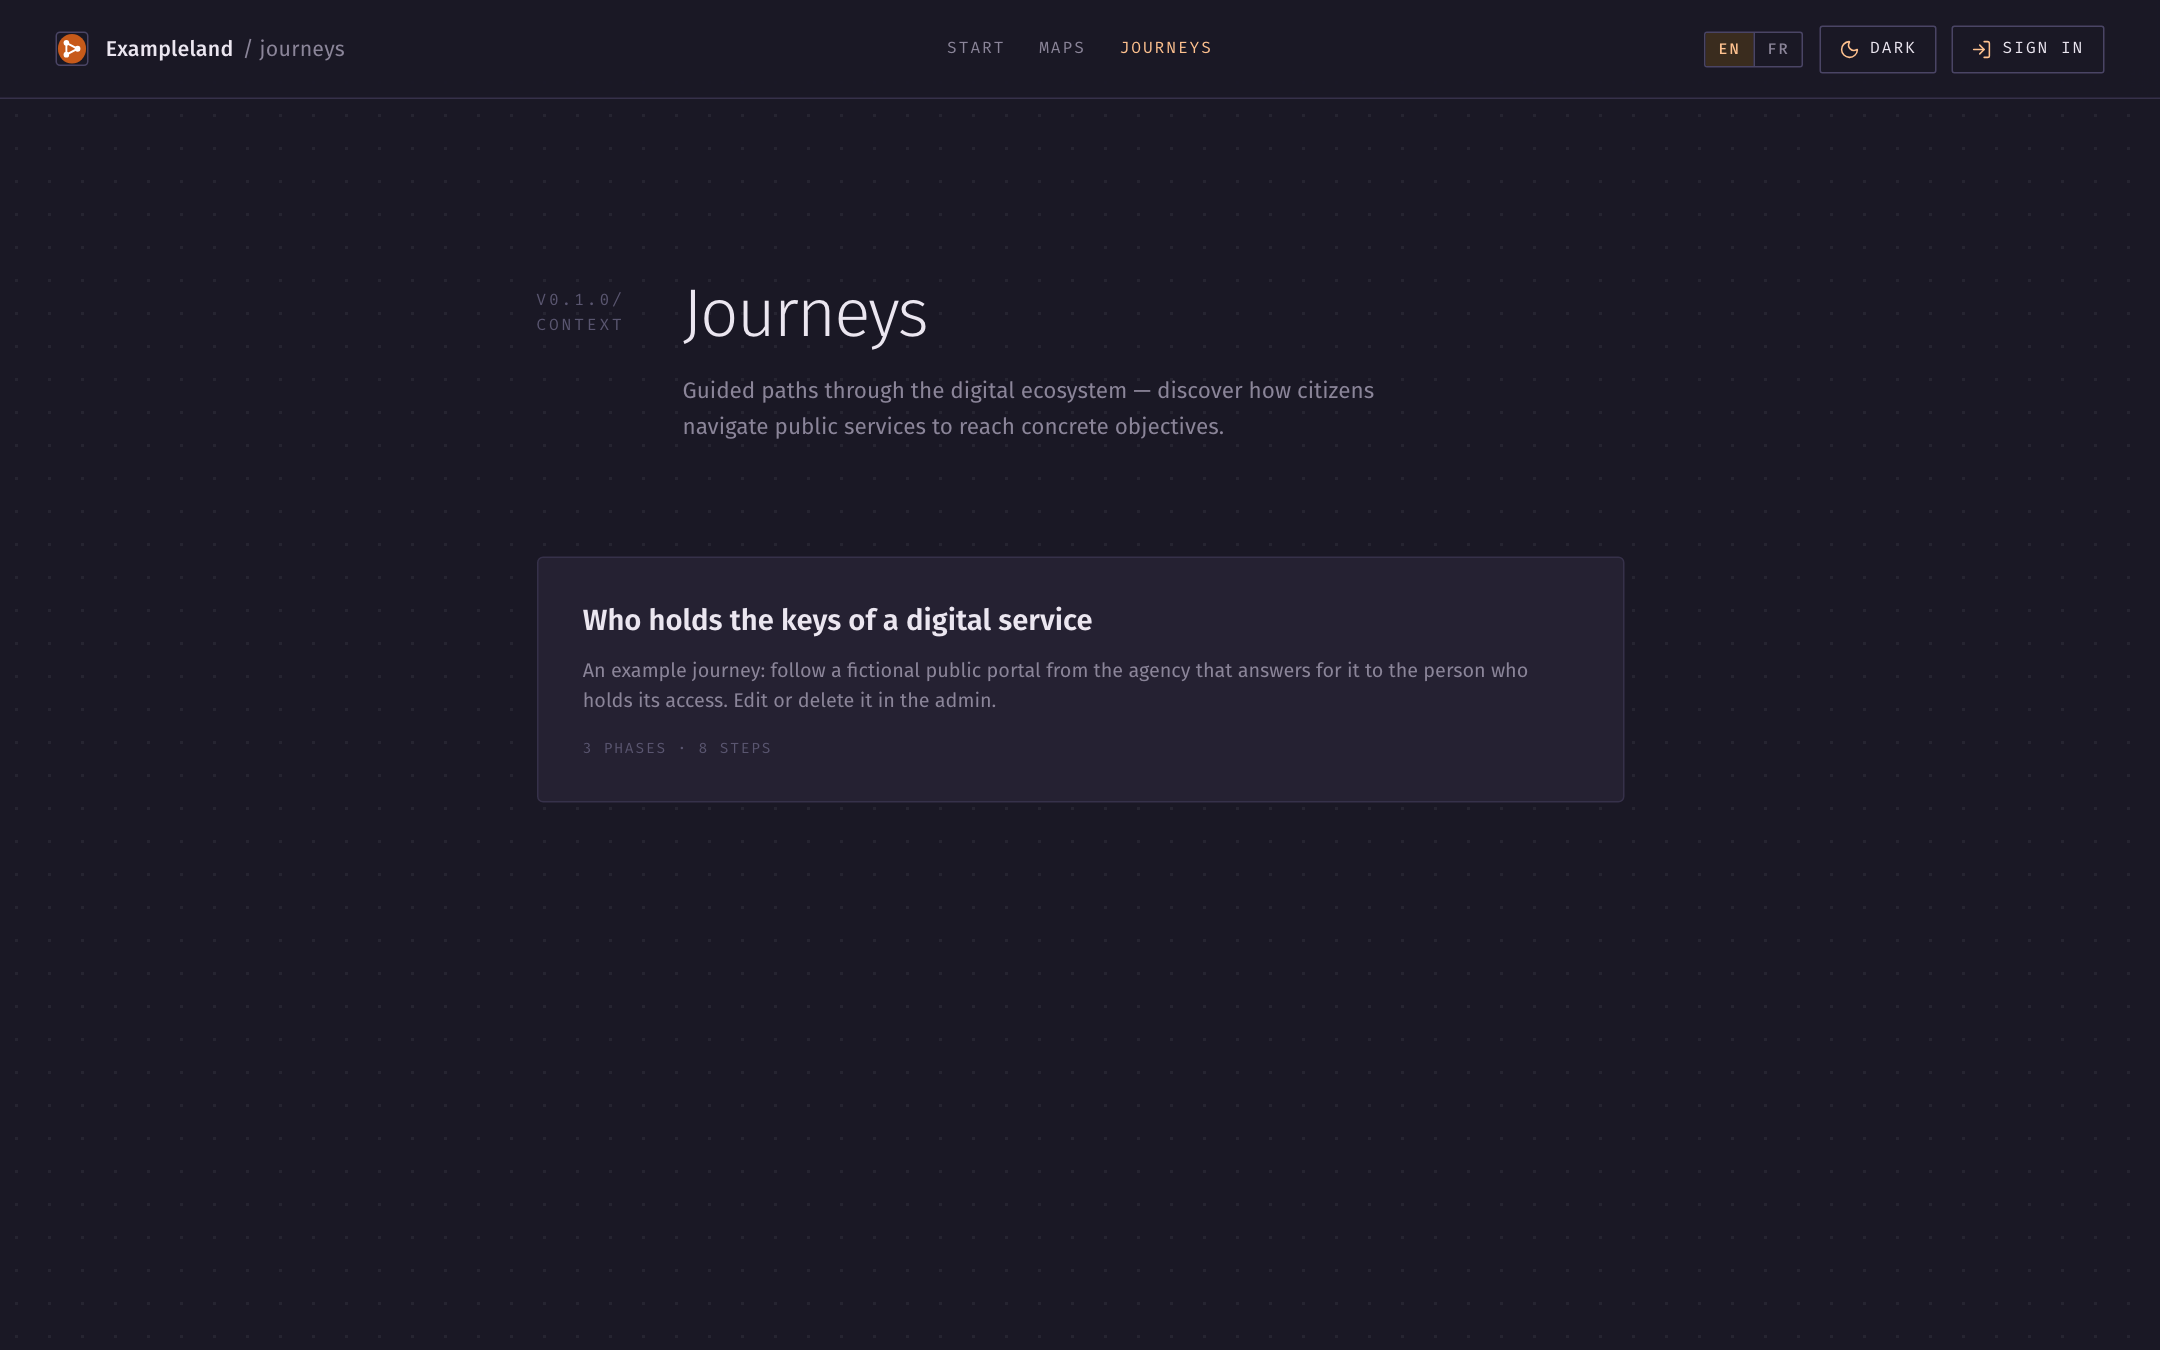 Exampleland / journeys
START MAPS JOURNEYS
EN FR DARK SIGN IN
V0.1.0/
CONTEXT
Journeys
Guided paths through the digital ecosystem — discover how citizens
navigate public services to reach concrete objectives.
Who holds the keys of a digital service
An example journey: follow a fictional public portal from the agency that answers for it to the person who
holds its access. Edit or delete it in the admin.
3 PHASES · 8 STEPS